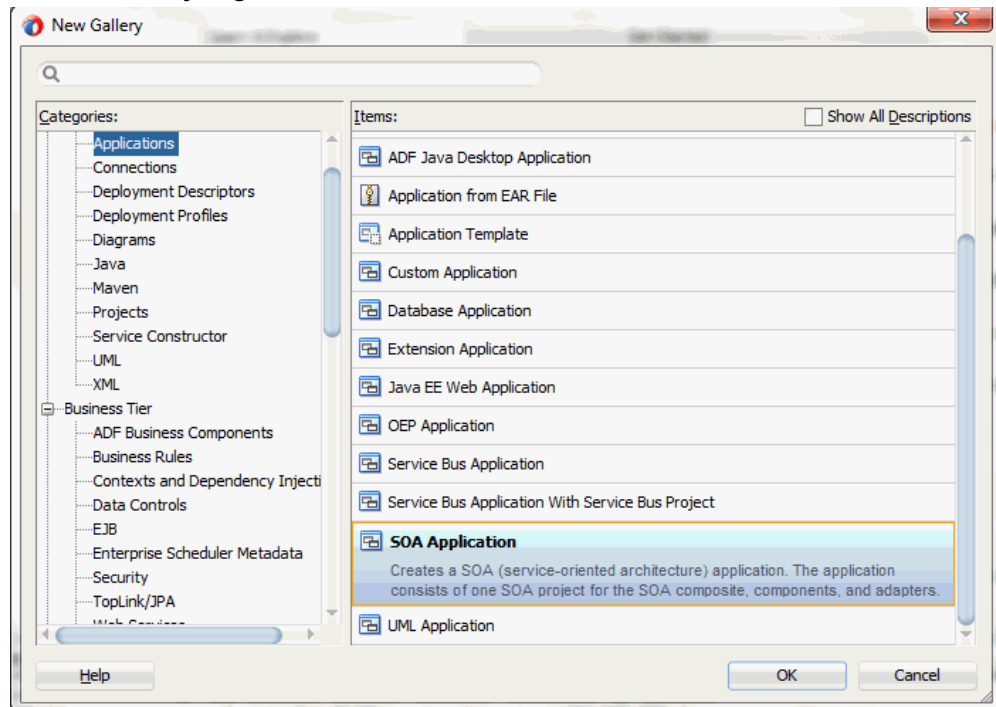 New Gallery
Categories:
Applications
Connections
Deployment Descriptors
Deployment Profiles
Diagrams
Java
Maven
Projects
Service Constructor
UML
XML
Business Tier
ADF Business Components
Business Rules
Contexts and Dependency Injecti
Data Controls
EJB
Enterprise Scheduler Metadata
Security
TopLink/JPA
Web Services
Items:
Show All Descriptions
ADF Java Desktop Application
Application from EAR File
Application Template
Custom Application
Database Application
Extension Application
Java EE Web Application
OEP Application
Service Bus Application
Service Bus Application With Service Bus Project
SOA Application
Creates a SOA (service-oriented architecture) application. The application
consists of one SOA project for the SOA composite, components, and adapters.
UML Application
Help
OK
Cancel